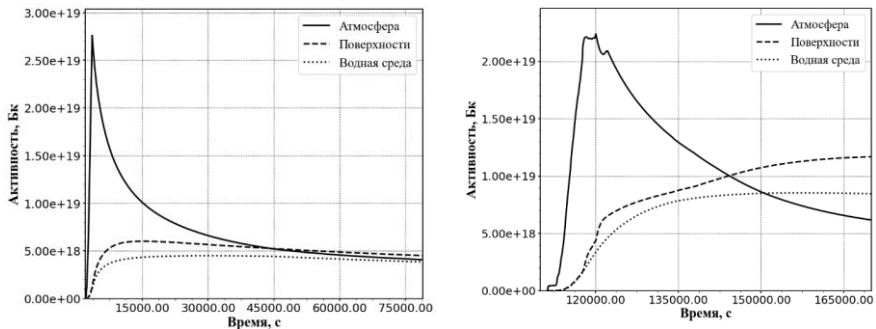 Активность, Бк
3.00e+19
2.50e+19
2.00e+19
1.50e+19
1.00e+19
5.00e+18
0.00e+00
Атмосфера
Поверхности
Водная среда
15000.00 30000.00 45000.00 60000.00 75000.00
Время, с
Активность, Бк
2.00e+19
1.50e+19
1.00e+19
5.00e+18
0.00e+00
Атмосфера
Поверхности
Водная среда
120000.00 135000.00 150000.00 165000.00
Время, с